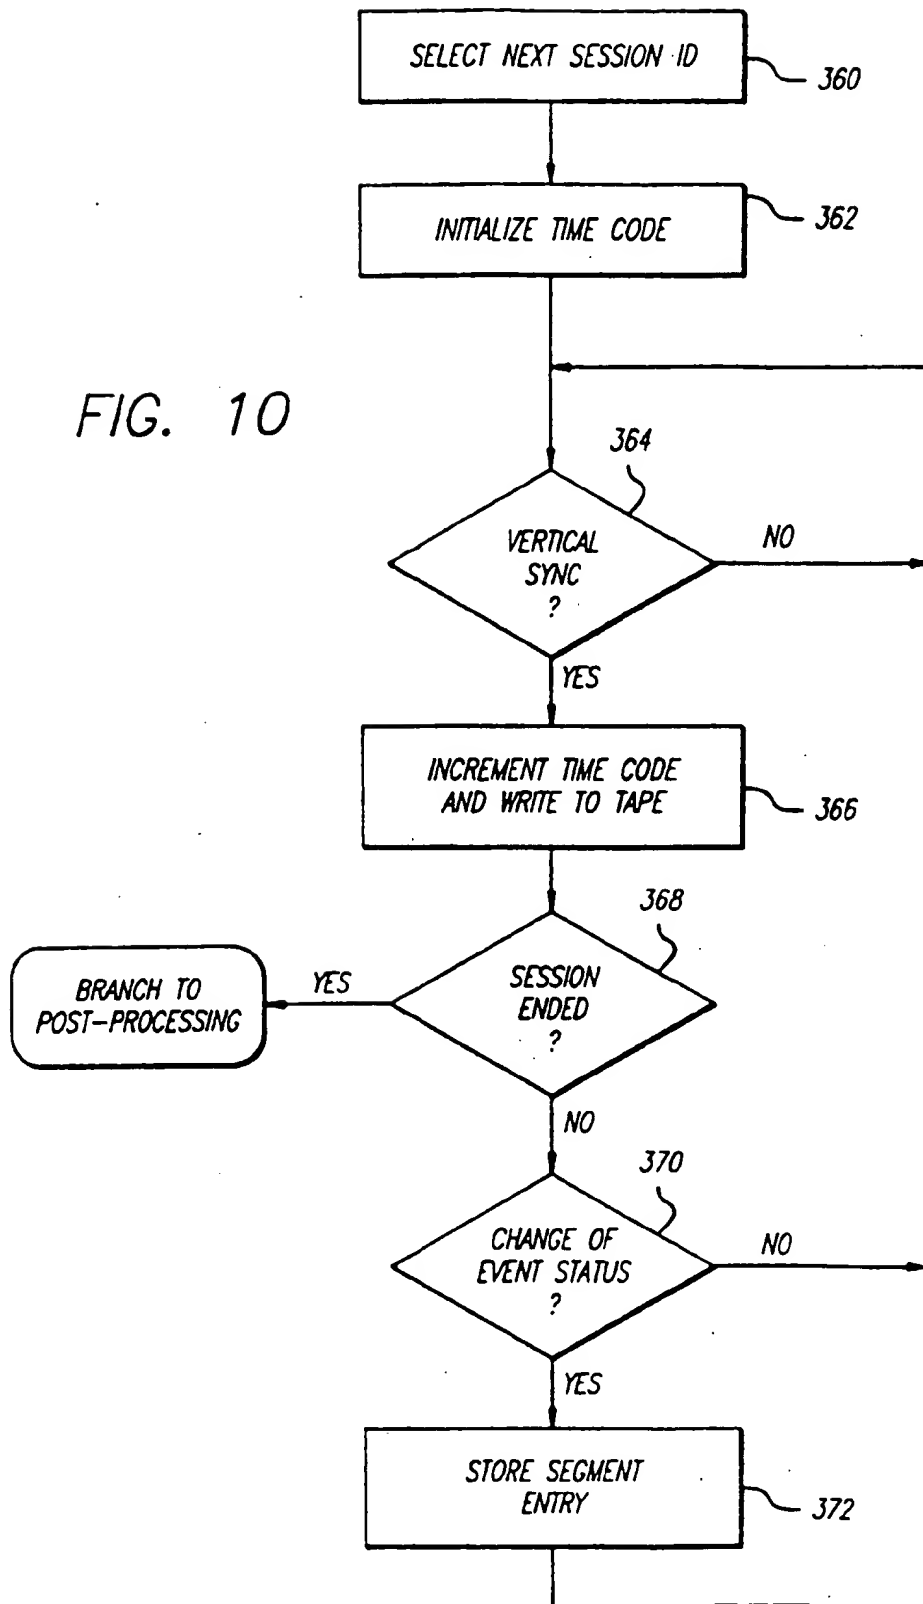 SELECT NEXT SESSION ID
360
INITIALIZE TIME CODE
362
FIG. 10
364
VERTICAL
SYNC
?
NO
YES
INCREMENT TIME CODE
AND WRITE TO TAPE
366
368
SESSION
ENDED
?
YES
BRANCH TO
POST-PROCESSING
NO
370
CHANGE OF
EVENT STATUS
?
NO
YES
STORE SEGMENT
ENTRY
372